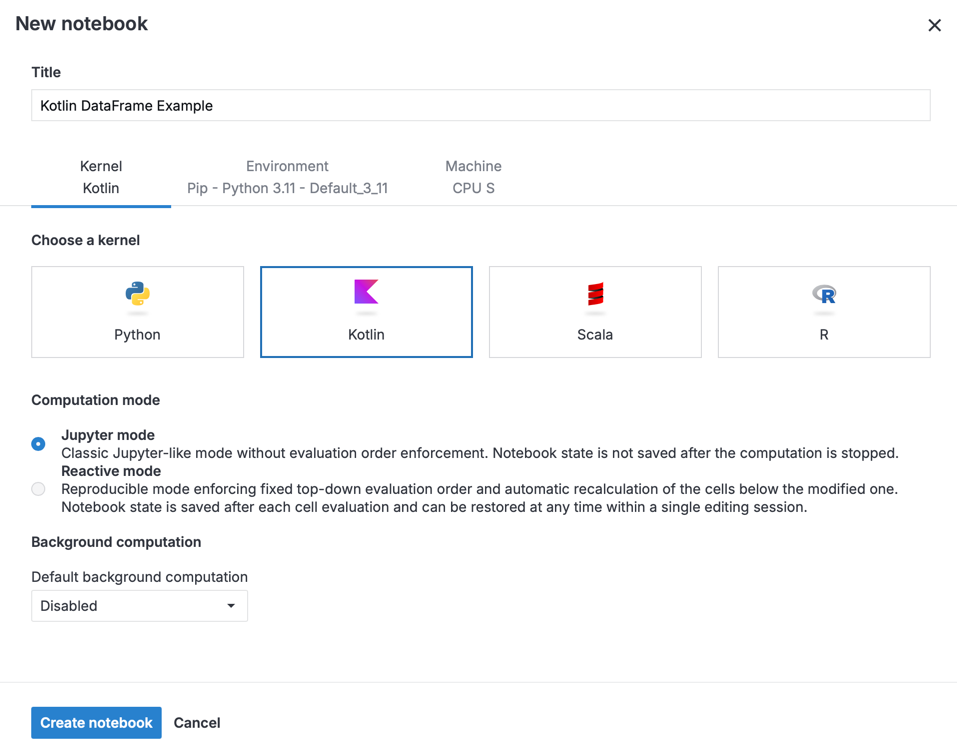 New notebook
Title
Kotlin DataFrame Example
Kernel
Kotlin
Environment
Pip - Python 3.11 - Default_3_11
Machine
CPU S
Choose a kernel
Python
Kotlin
Scala
R
Computation mode
Jupyter mode
Classic Jupyter-like mode without evaluation order enforcement. Notebook state is not saved after the computation is stopped.
Reactive mode
Reproducible mode enforcing fixed top-down evaluation order and automatic recalculation of the cells below the modified one.
Notebook state is saved after each cell evaluation and can be restored at any time within a single editing session.
Background computation
Default background computation
Disabled
Create notebook
Cancel